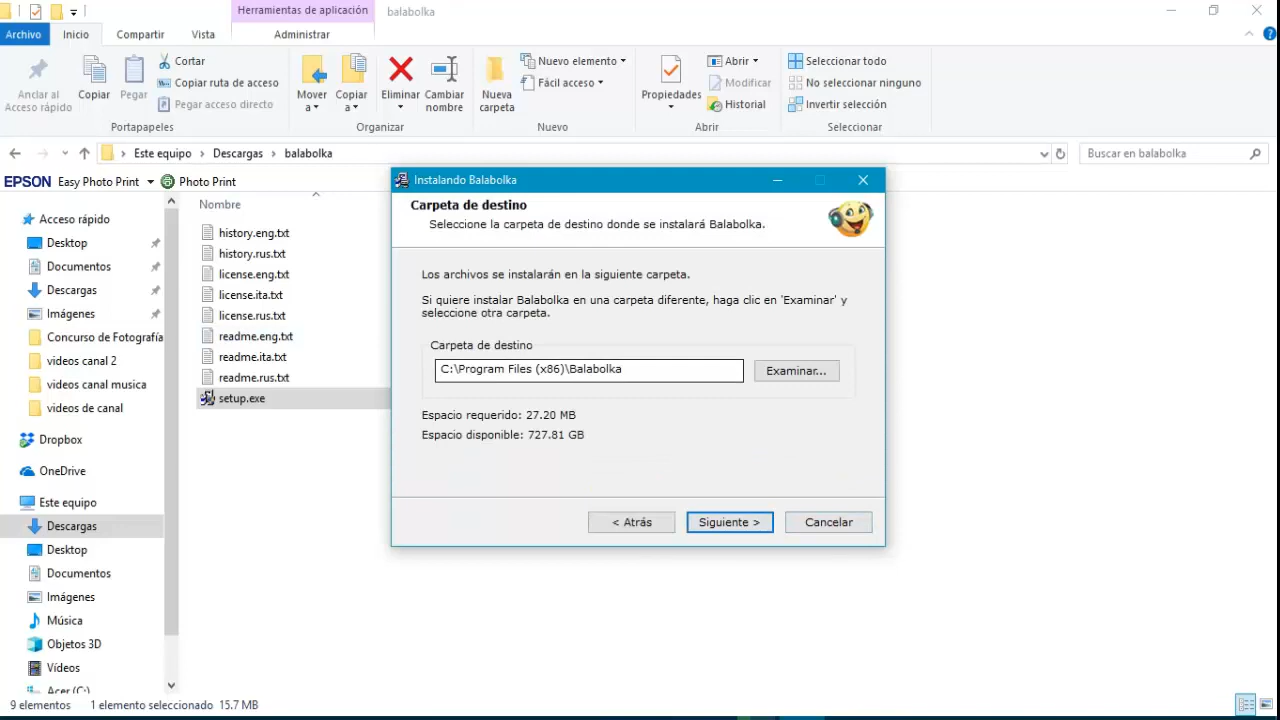 Herramientas de aplicación
balabolka
Archivo
Inicio
Compartir
Vista
Administrar
Anclar al
Acceso rápido
Copiar
Pegar
Cortar
Copiar ruta de acceso
Pegar acceso directo
Portapapeles
Mover
a
Copiar
a
Eliminar
Cambiar
nombre
Organizar
Nueva
carpeta
Nuevo elemento
Fácil acceso
Nuevo
Propiedades
Abrir
Modificar
Historial
Abrir
Seleccionar todo
No seleccionar ninguno
Invertir selección
Seleccionar
Este equipo
Descargas
balabolka
Buscar en balabolka
EPSON Easy Photo Print
Photo Print
Acceso rápido
Desktop
Documentos
Descargas
Imágenes
Concurso de Fotografía
videos canal 2
videos canal musica
videos de canal
Dropbox
OneDrive
Este equipo
Descargas
Desktop
Documentos
Imágenes
Música
Objetos 3D
Vídeos
Acer (C:)
Nombre
history.eng.txt
history.rus.txt
license.eng.txt
license.ita.txt
license.rus.txt
readme.eng.txt
readme.ita.txt
readme.rus.txt
setup.exe
Instalando Balabolka
Carpeta de destino
Seleccione la carpeta de destino donde se instalará Balabolka.
Los archivos se instalarán en la siguiente carpeta.
Si quiere instalar Balabolka en una carpeta diferente, haga clic en 'Examinar' y
seleccione otra carpeta.
Carpeta de destino
C:\Program Files (x86)\Balabolka
Examinar...
Espacio requerido: 27.20 MB
Espacio disponible: 727.81 GB
< Atrás
Siguiente >
Cancelar
9 elementos
1 elemento seleccionado 15.7 MB